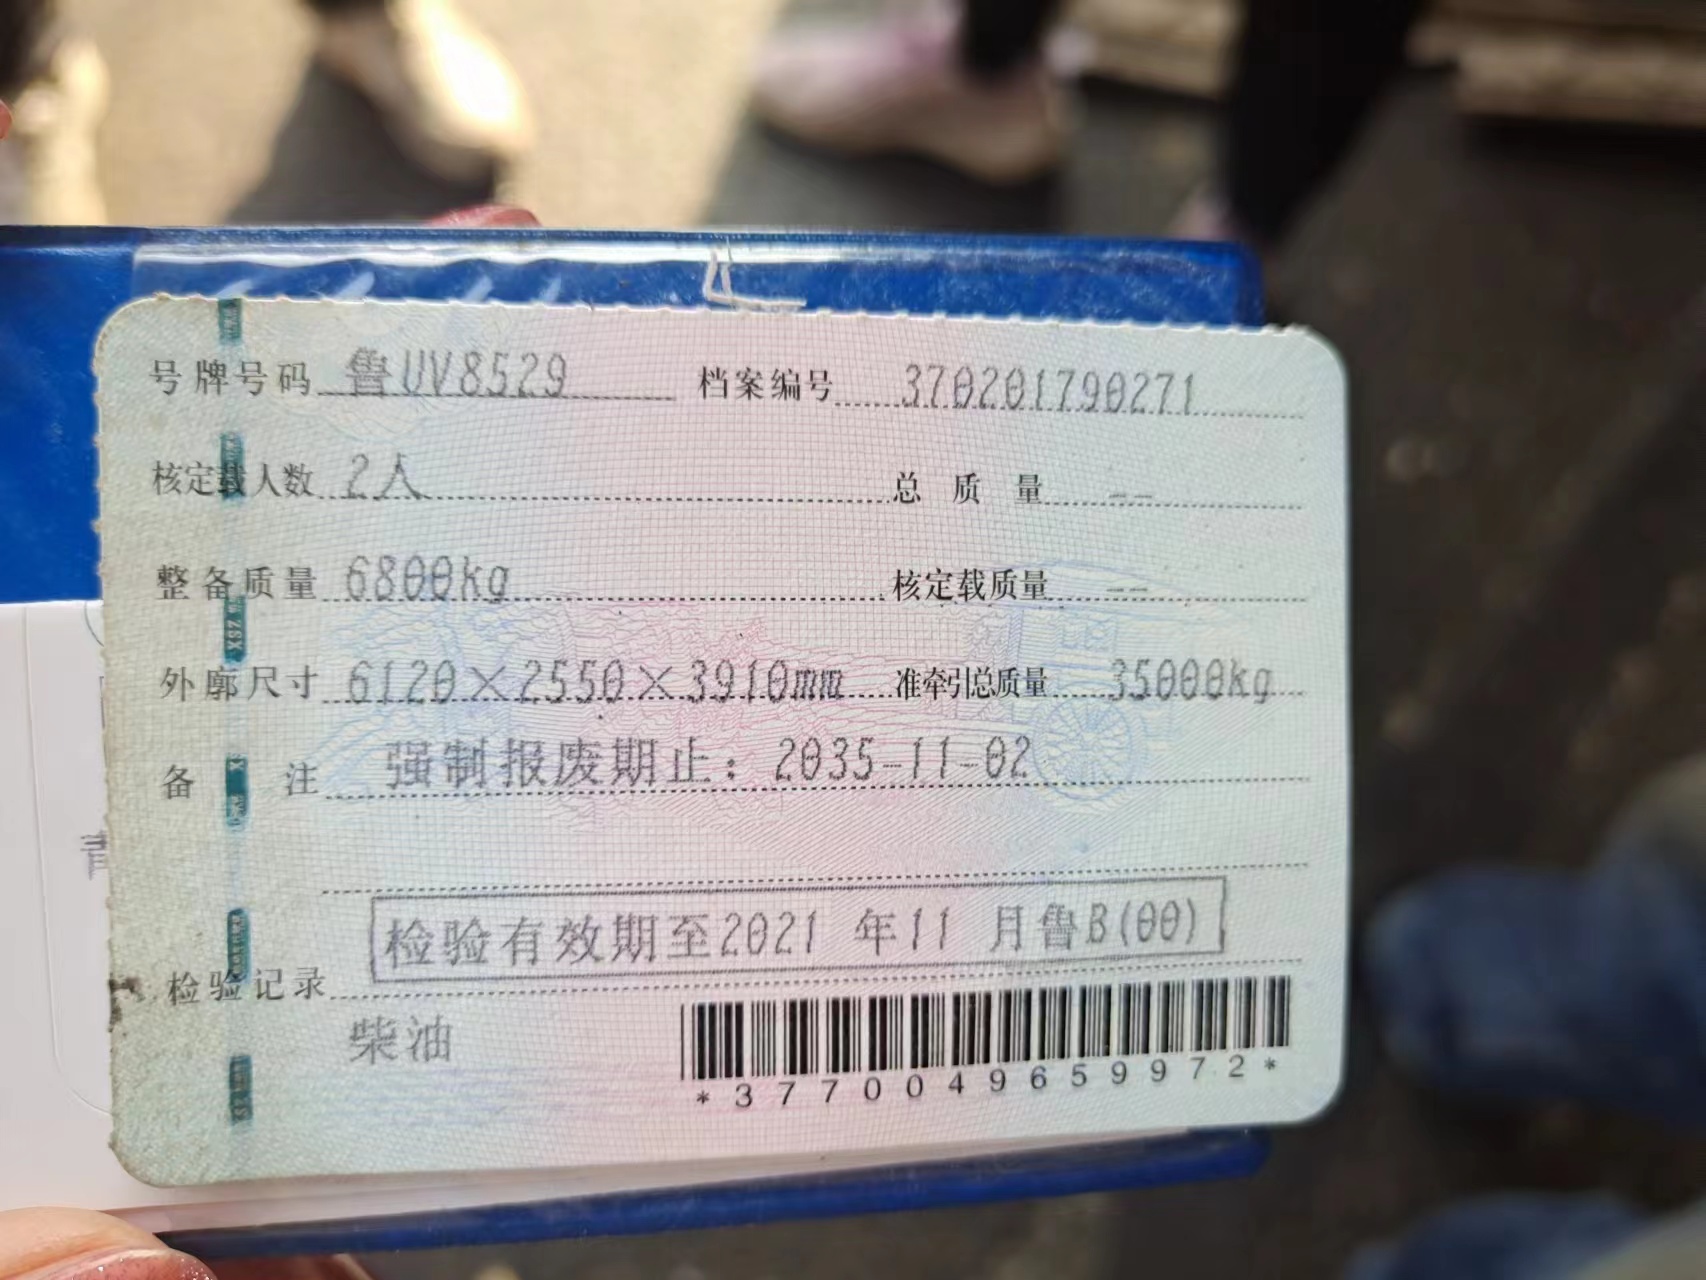 号牌号码 鲁UV8529 档案编号 370201790271
核定载人数 2人 总质量 --
整备质量 6800kg 核定载质量 --
外廓尺寸 6120×2550×3910mm 准牵引总质量 35000kg
备注 强制报废期止：2035-11-02
检验有效期至2021 年11 月鲁B(00)
检验记录
柴油
*3770049659972*